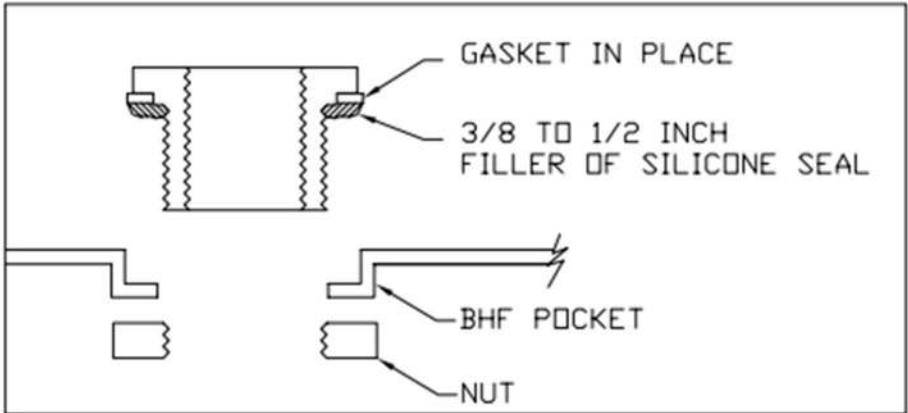 GASKET IN PLACE
3/8 TO 1/2 INCH
FILLER OF SILICONE SEAL
BHF POCKET
NUT